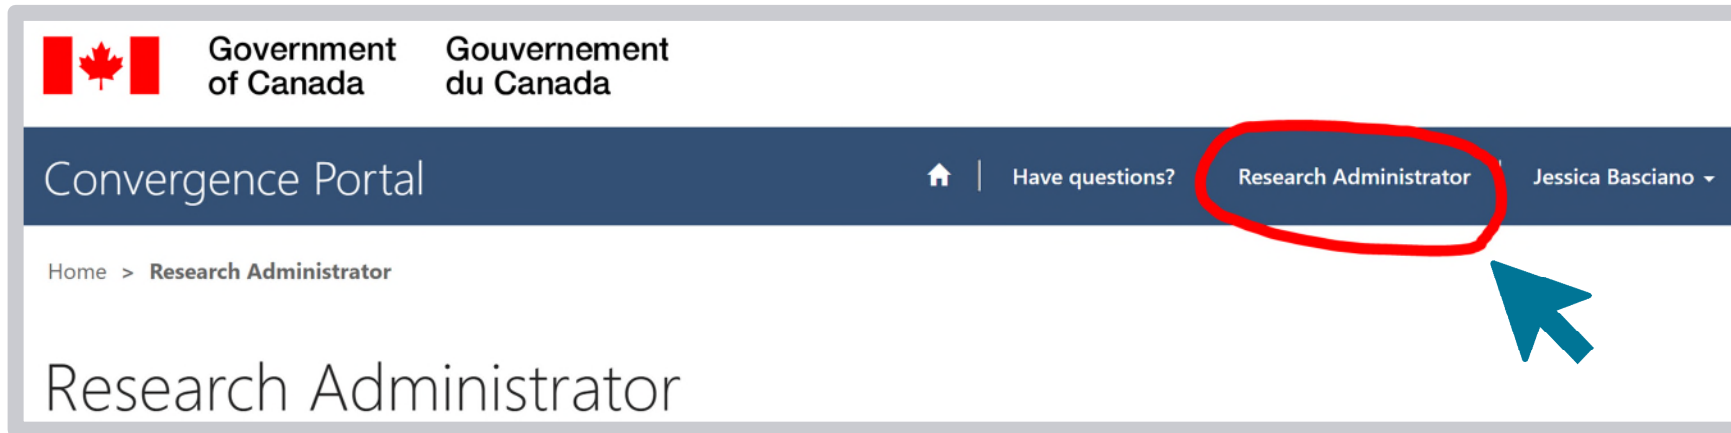 Government Gouvernement
of Canada du Canada
Convergence Portal | Have questions? Research Administrator | Jessica Basciano
Home > Research Administrator
Research Administrator